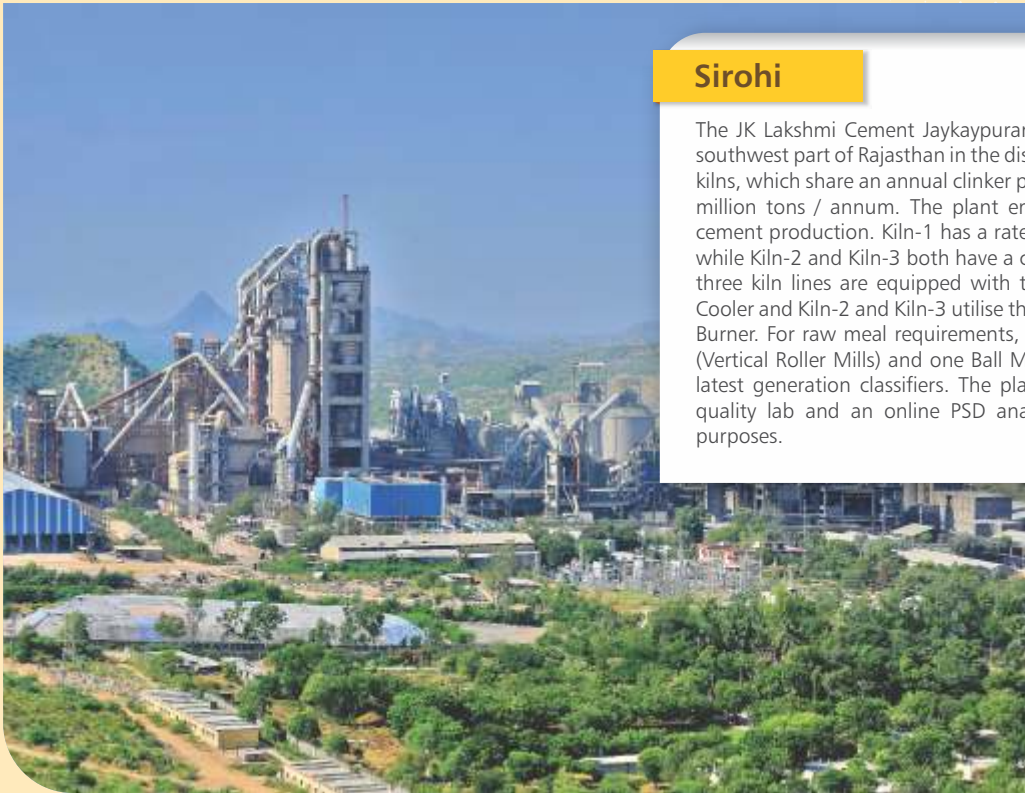 Sirohi
The JK Lakshmi Cement Jaykaypuram
southwest part of Rajasthan in the dis
kilns, which share an annual clinker p
million tons / annum. The plant em
cement production. Kiln-1 has a rate
while Kiln-2 and Kiln-3 both have a c
three kiln lines are equipped with t
Cooler and Kiln-2 and Kiln-3 utilise th
Burner. For raw meal requirements,
(Vertical Roller Mills) and one Ball M
latest generation classifiers. The pla
quality lab and an online PSD ana
purposes.